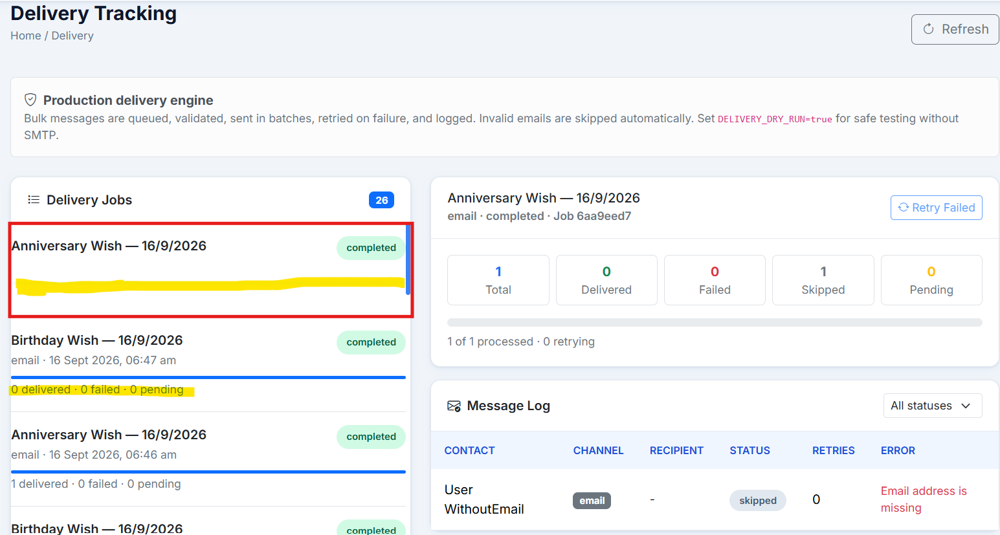 Delivery Tracking
Home / Delivery
Refresh
Production delivery engine
Bulk messages are queued, validated, sent in batches, retried on failure, and logged. Invalid emails are skipped automatically. Set DELIVERY_DRY_RUN=true for safe testing without
SMTP.
Delivery Jobs
26
Anniversary Wish — 16/9/2026
completed
Birthday Wish — 16/9/2026
completed
email · 16 Sept 2026, 06:47 am
0 delivered · 0 failed · 0 pending
Anniversary Wish — 16/9/2026
completed
email · 16 Sept 2026, 06:46 am
1 delivered · 0 failed · 0 pending
Birthday Wish — 16/9/2026
completed
Anniversary Wish — 16/9/2026
email · completed · Job 6aa9eed7
Retry Failed
1
Total
0
Delivered
0
Failed
1
Skipped
0
Pending
1 of 1 processed · 0 retrying
Message Log
All statuses
CONTACT CHANNEL RECIPIENT STATUS RETRIES ERROR
User
WithoutEmail
email
-
skipped
0
Email address is
missing